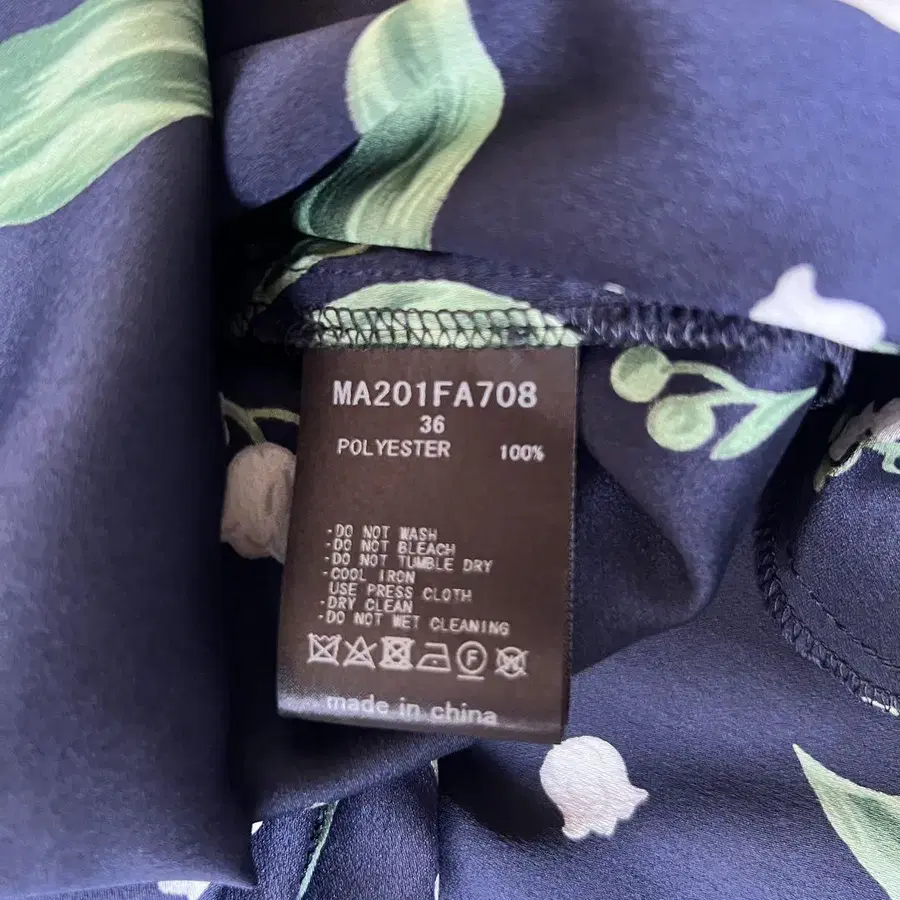 MA201FA708
36
POLYESTER 100%
-DO NOT WASH
-DO NOT BLEACH
-DO NOT TUMBLE DRY
-COOL IRON
USE PRESS CLOTH
-DRY CLEAN
-DO NOT WET CLEANING
F
made in china